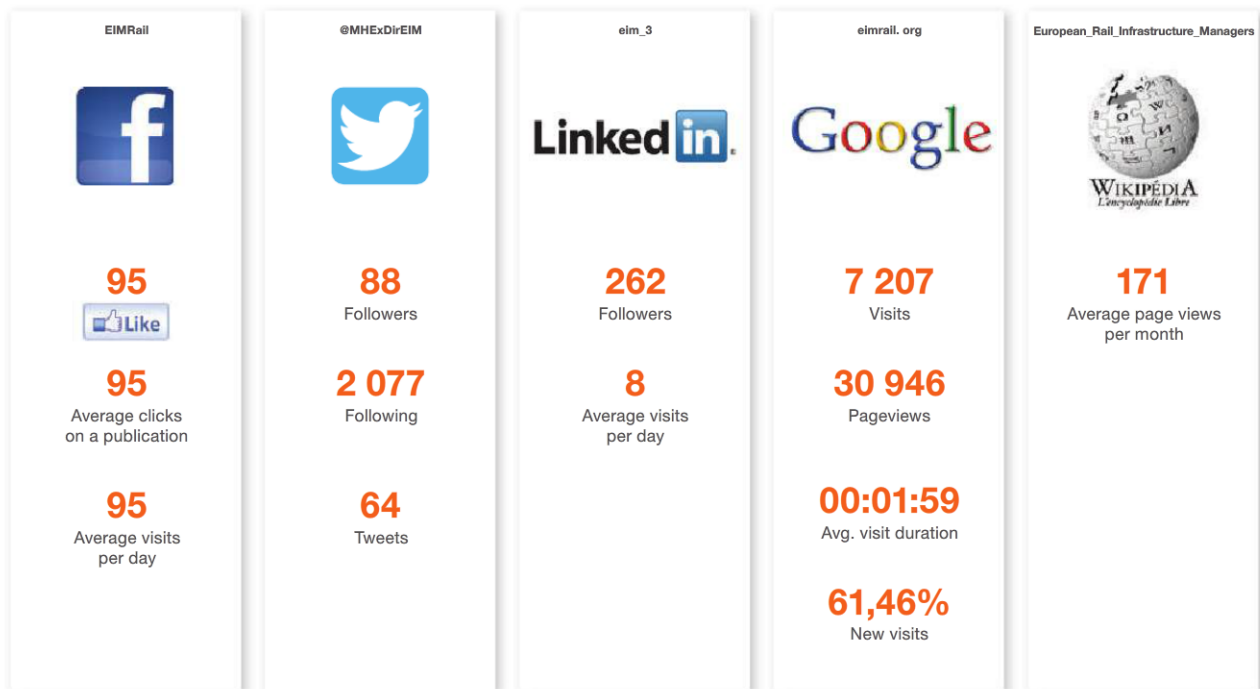 EIMRail
f
95
Like
95
Average clicks
on a publication
95
Average visits
per day
@MHExDirEIM
88
Followers
2 077
Following
64
Tweets
eim_3
Linked in.
262
Followers
8
Average visits
per day
eimrail. org
Google
7 207
Visits
30 946
Pageviews
00:01:59
Avg. visit duration
61,46%
New visits
European_Rail_Infrastructure_Managers
Ω W И
WIKIPÉDIA
L'encyclopédie Libre
171
Average page views
per month